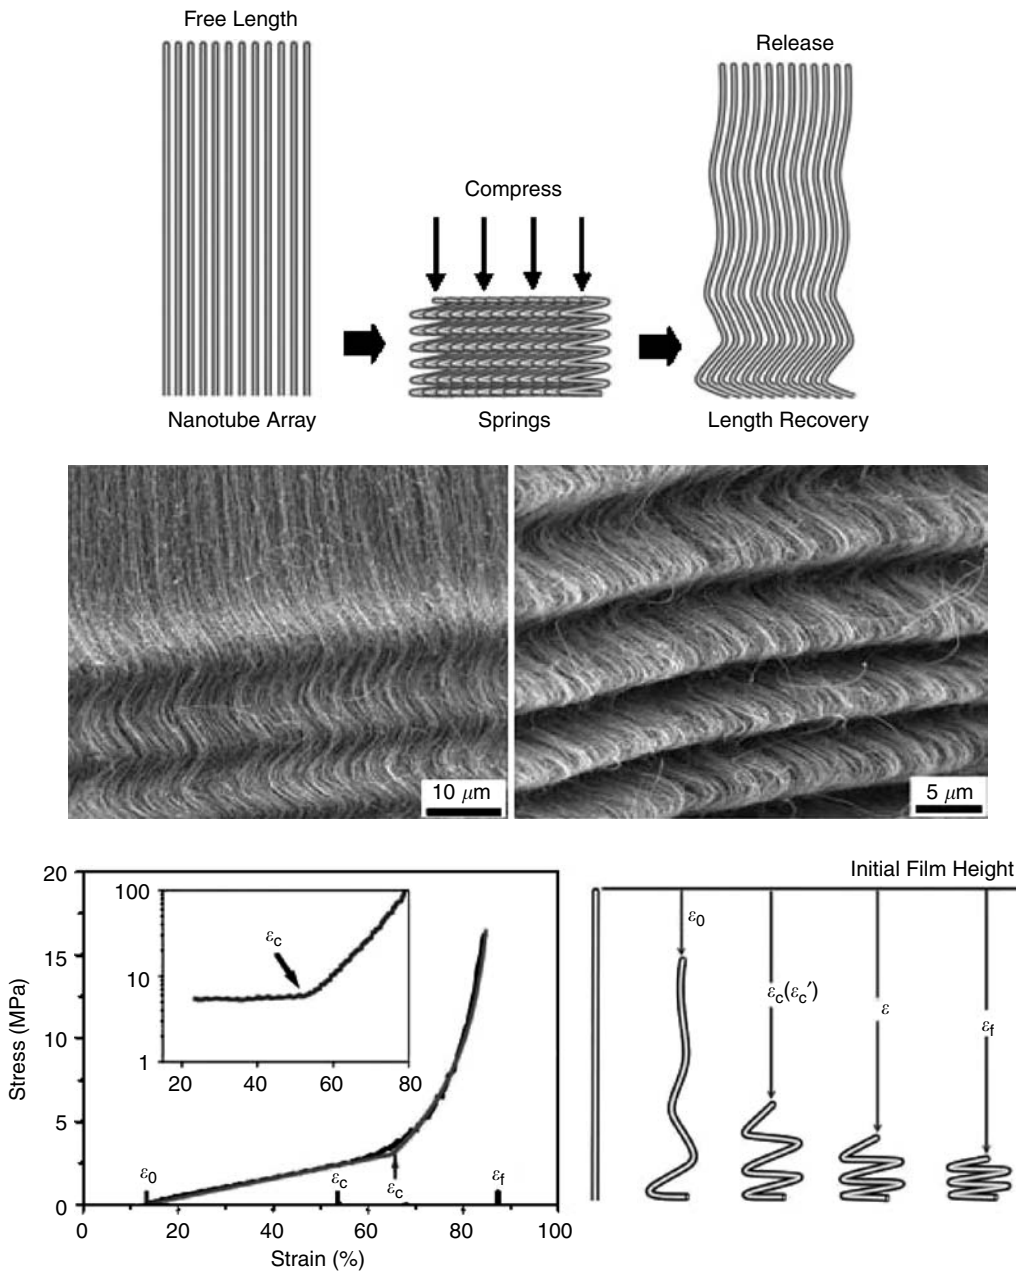 Free Length
Release
Compress
Nanotube Array
Springs
Length Recovery
10 μm
5 μm
20
15
10
5
0
Stress (MPa)
100
10
1
εc
20
40
60
80
ε0
εc
εc
εf
0
20
40
60
80
100
Strain (%)
Initial Film Height
ε0
εc(εc′)
ε
εf